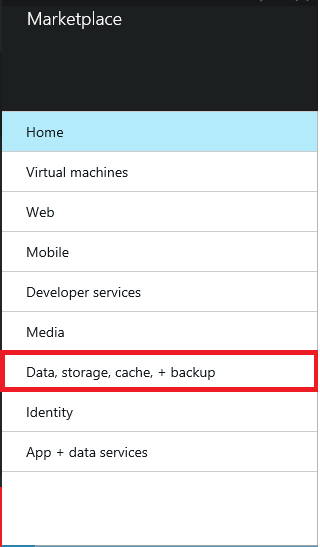 Marketplace
Home
Virtual machines
Web
Mobile
Developer services
Media
Data, storage, cache, + backup
Identity
App + data services